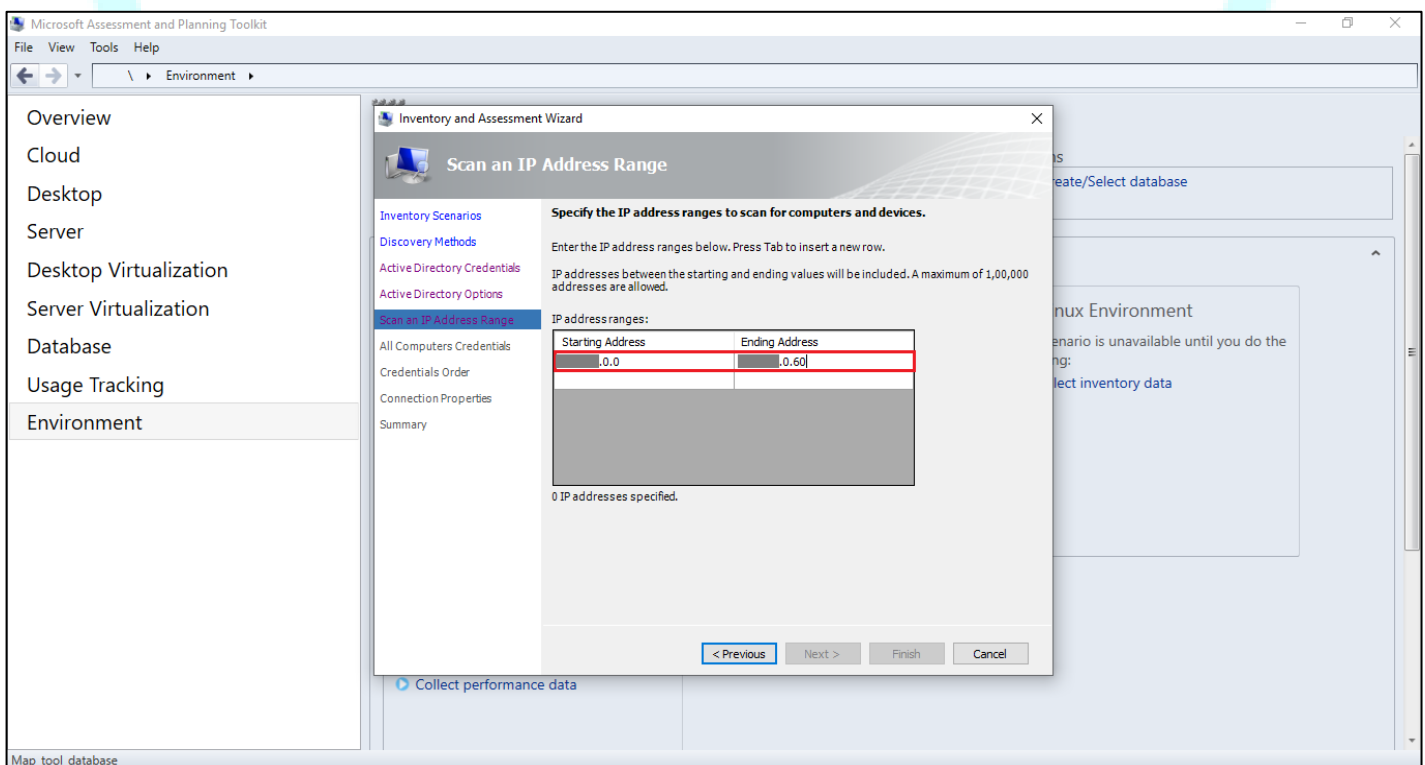 Microsoft Assessment and Planning Toolkit
File View Tools Help
\ Environment
Overview
Cloud
Desktop
Server
Desktop Virtualization
Server Virtualization
Database
Usage Tracking
Environment
Inventory and Assessment Wizard
Scan an IP Address Range
Inventory Scenarios
Discovery Methods
Active Directory Credentials
Active Directory Options
Scan an IP Address Range
All Computers Credentials
Credentials Order
Connection Properties
Summary
Specify the IP address ranges to scan for computers and devices.
Enter the IP address ranges below. Press Tab to insert a new row.
IP addresses between the starting and ending values will be included. A maximum of 1,00,000
addresses are allowed.
IP address ranges:
Starting Address Ending Address
.0.0 .0.60
0 IP addresses specified.
< Previous Next > Finish Cancel
ns
reate/Select database
nux Environment
enario is unavailable until you do the
ng:
lect inventory data
Collect performance data
Map_tool_database